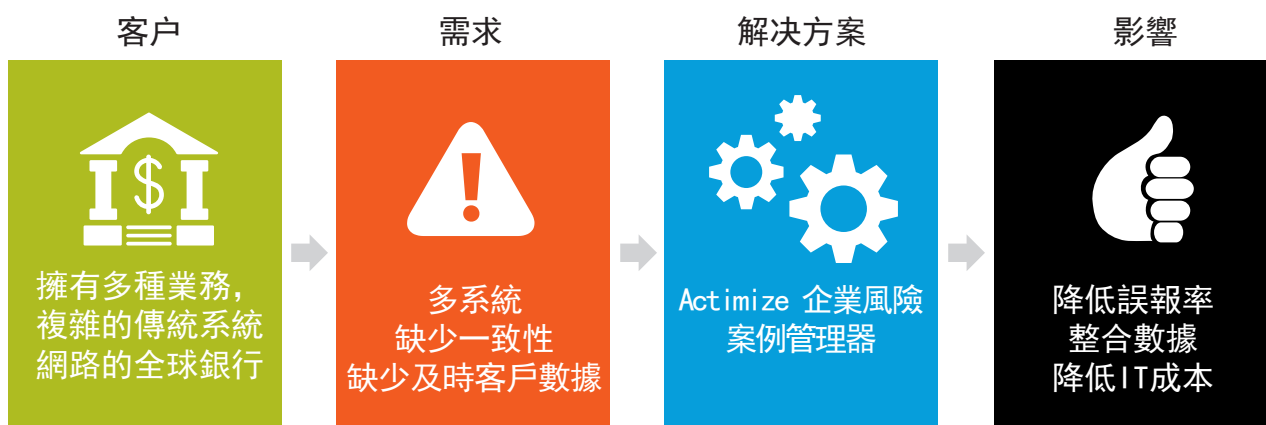 客户
需求
解决方案
影響
擁有多種業務,
複雜的傳統系統
網路的全球銀行
多系統
缺少一致性
缺少及時客戶數據
Actimize 企業風險
案例管理器
降低誤報率
整合數據
降低IT成本